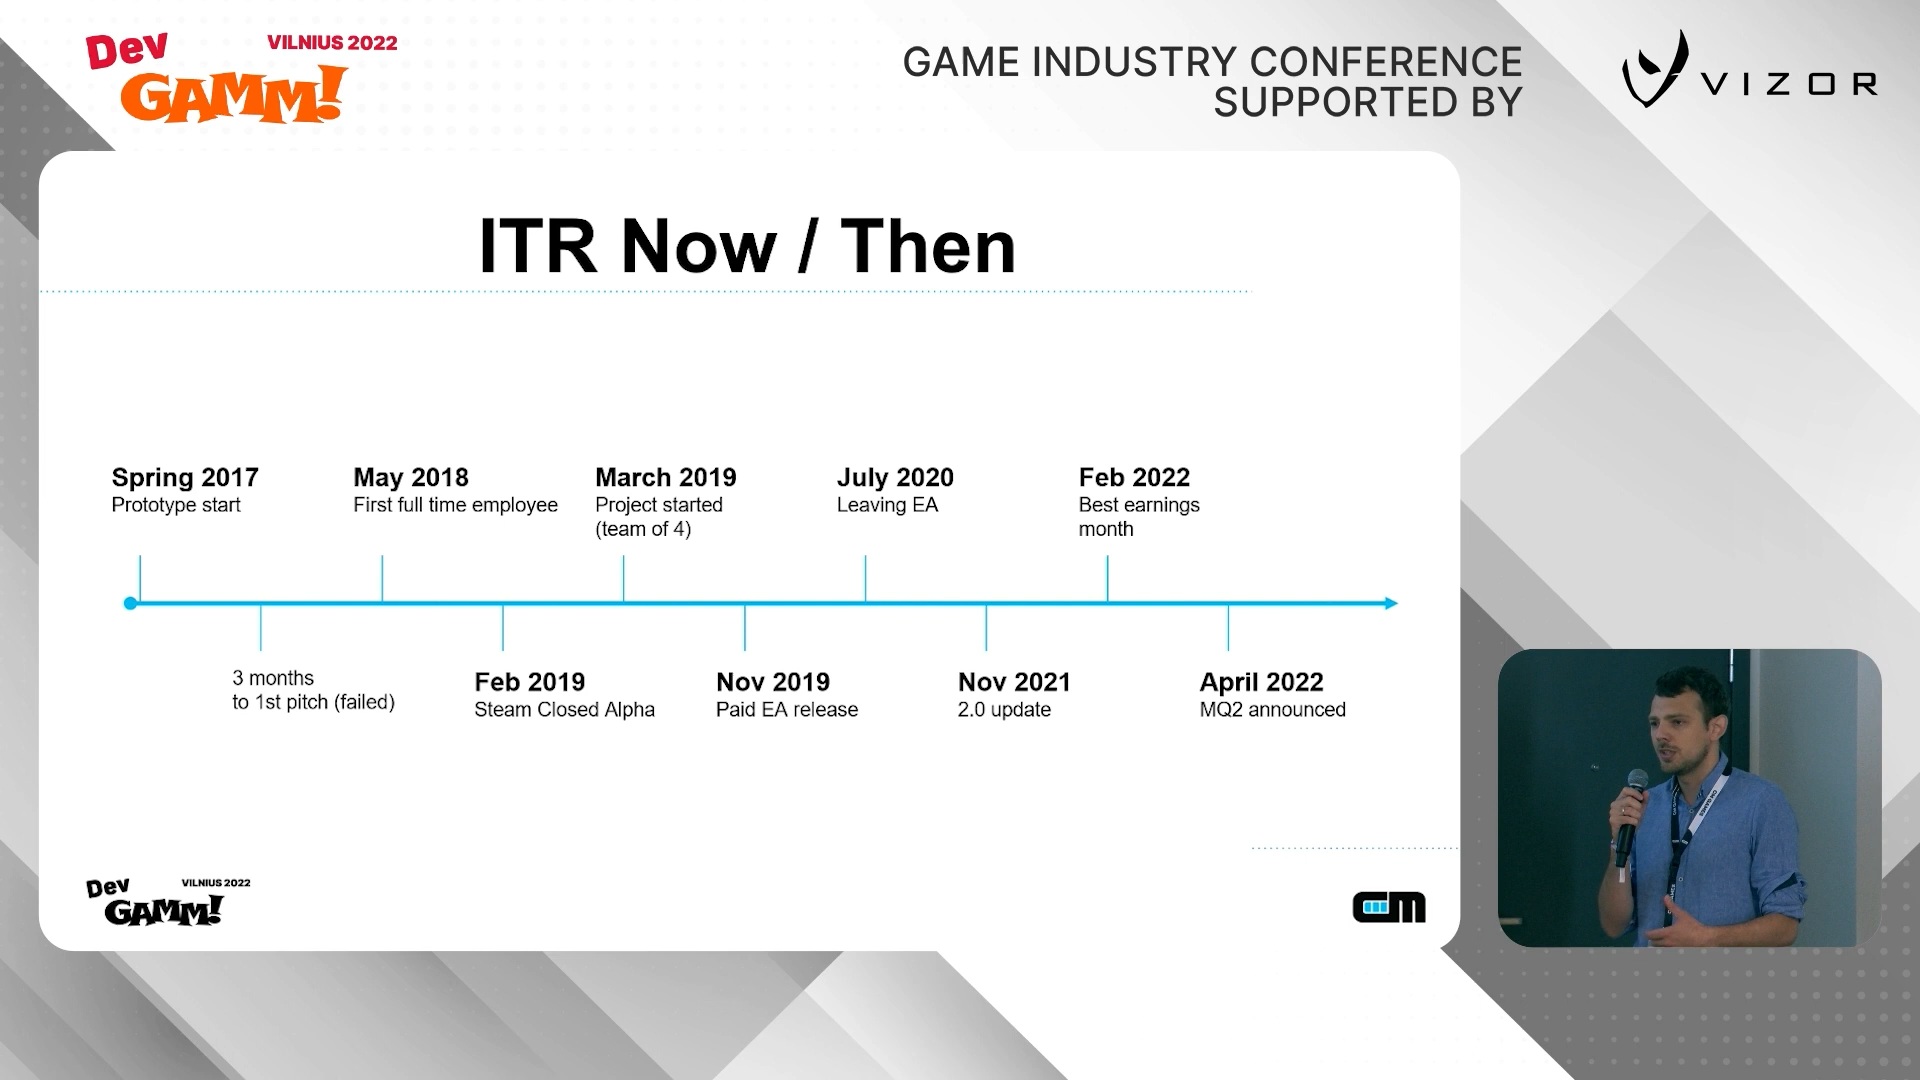 Dev
GAMM!
VILNIUS 2022
GAME INDUSTRY CONFERENCE
SUPPORTED BY
VIZOR
ITR Now / Then
Spring 2017
Prototype start
May 2018
First full time employee
March 2019
Project started
(team of 4)
July 2020
Leaving EA
Feb 2022
Best earnings
month
3 months
to 1st pitch (failed)
Feb 2019
Steam Closed Alpha
Nov 2019
Paid EA release
Nov 2021
2.0 update
April 2022
MQ2 announced
Dev
GAMM!
VILNIUS 2022